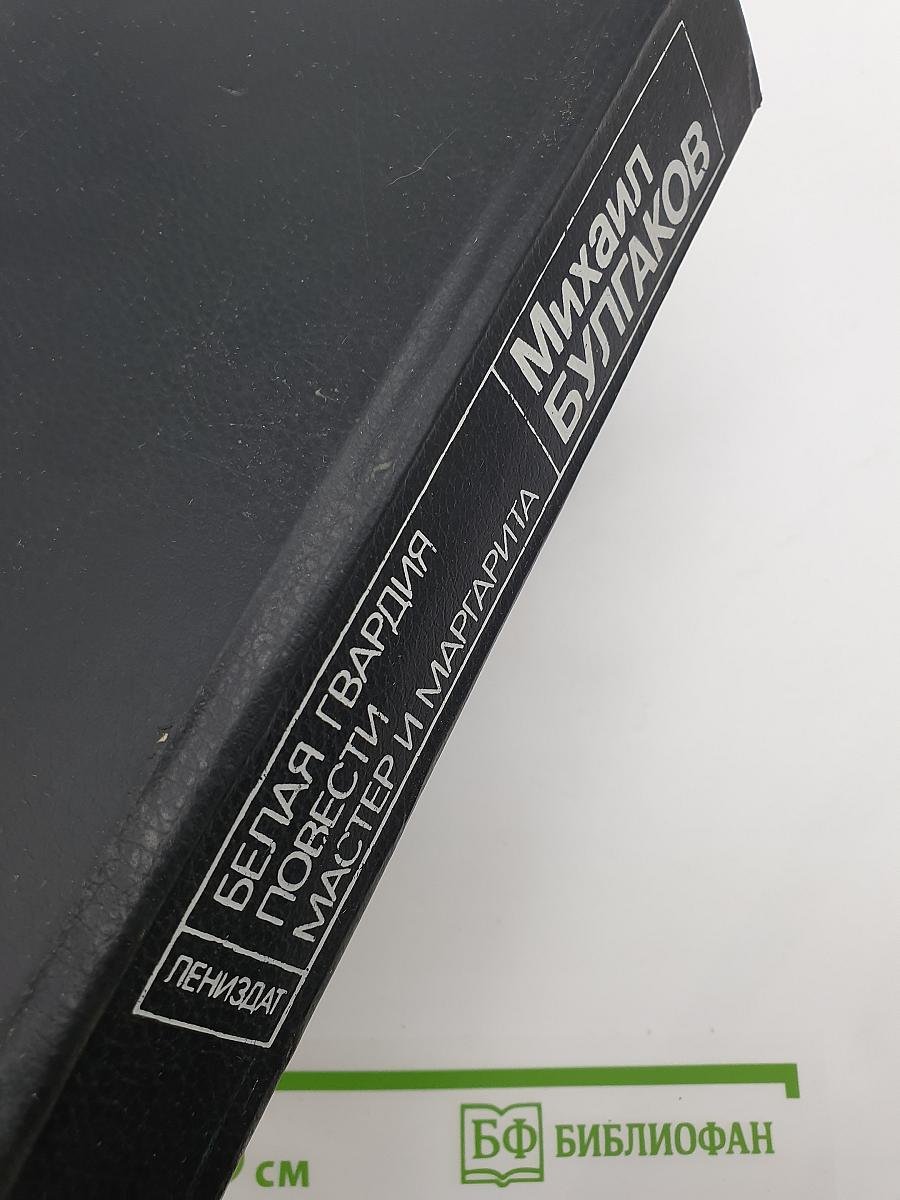 Михаил
БУЛГАКОВ
БЕЛАЯ ГВАРДИЯ
ПОВЕСТИ
МАСТЕР И МАРГАРИТА
ЛЕНИЗДАТ
см
БФ БИБЛИОФАН